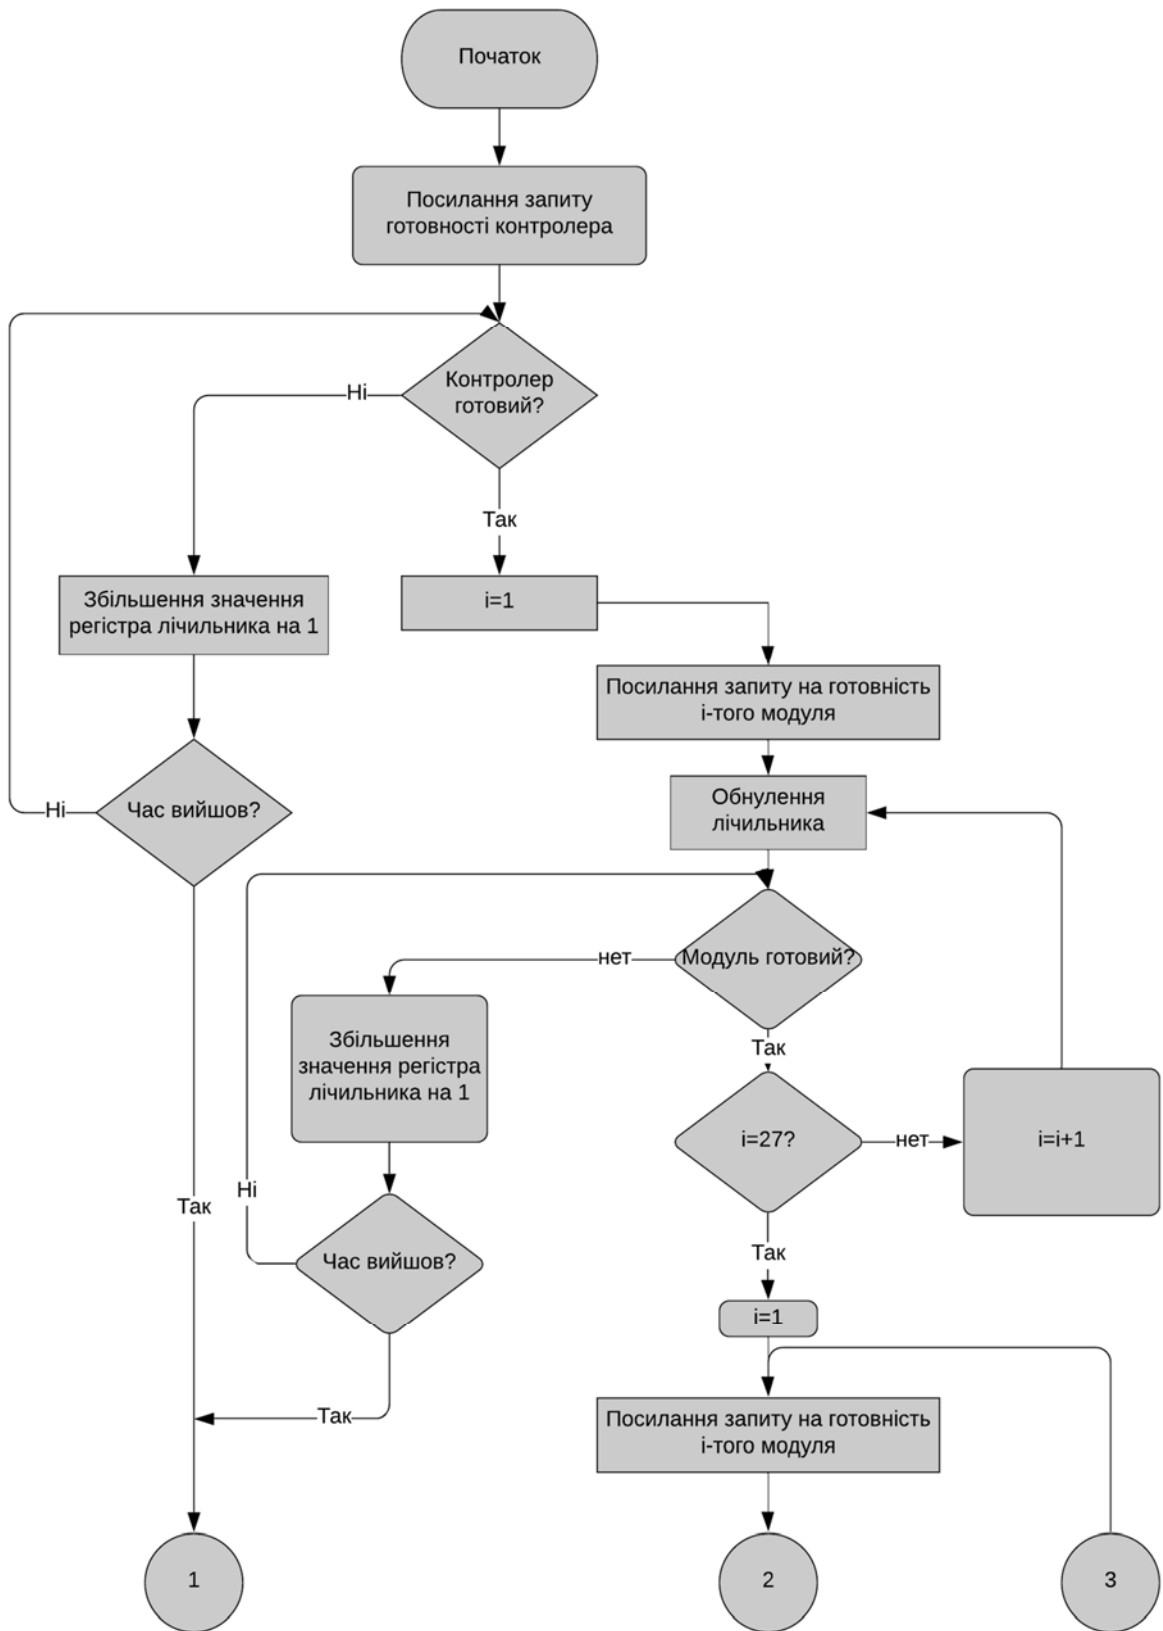 Початок
Посилання запиту
готовності контролера
Контролер
готовий?
Ні
Так
Збільшення значення
регістра лічильника на 1
i=1
Посилання запиту на готовність
і-того модуля
Час вийшов?
Ні
Обнулення
лічильника
Модуль готовий?
нет
Збільшення
значення регістра
лічильника на 1
Так
i=27?
нет
i=i+1
Ні
Так
Час вийшов?
Так
i=1
Так
Посилання запиту на готовність
і-того модуля
1
2
3